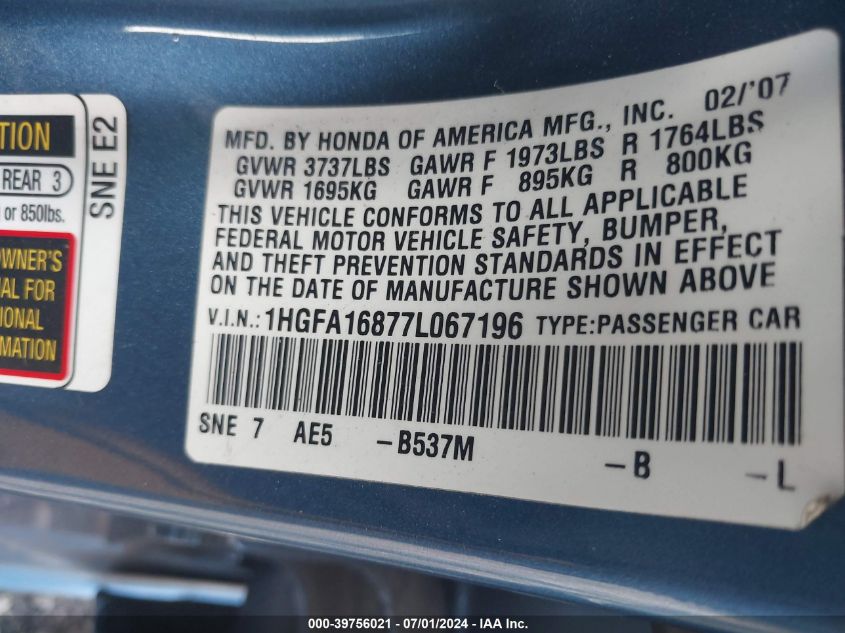 TION
REAR 3
or 850lbs.
OWNER'S
AL FOR
IONAL
RMATION
SNE E2
MFD. BY HONDA OF AMERICA MFG., INC. 02/'07
GVWR 3737LBS GAWR F 1973LBS R 1764LBS
GVWR 1695KG GAWR F 895KG R 800KG
THIS VEHICLE CONFORMS TO ALL APPLICABLE
FEDERAL MOTOR VEHICLE SAFETY, BUMPER,
AND THEFT PREVENTION STANDARDS IN EFFECT
ON THE DATE OF MANUFACTURE SHOWN ABOVE
V.I.N.: 1HGFA16877L067196 TYPE:PASSENGER CAR
SNE 7 AE5 -B537M -B -L
000-39756021 - 07/01/2024 - IAA Inc.